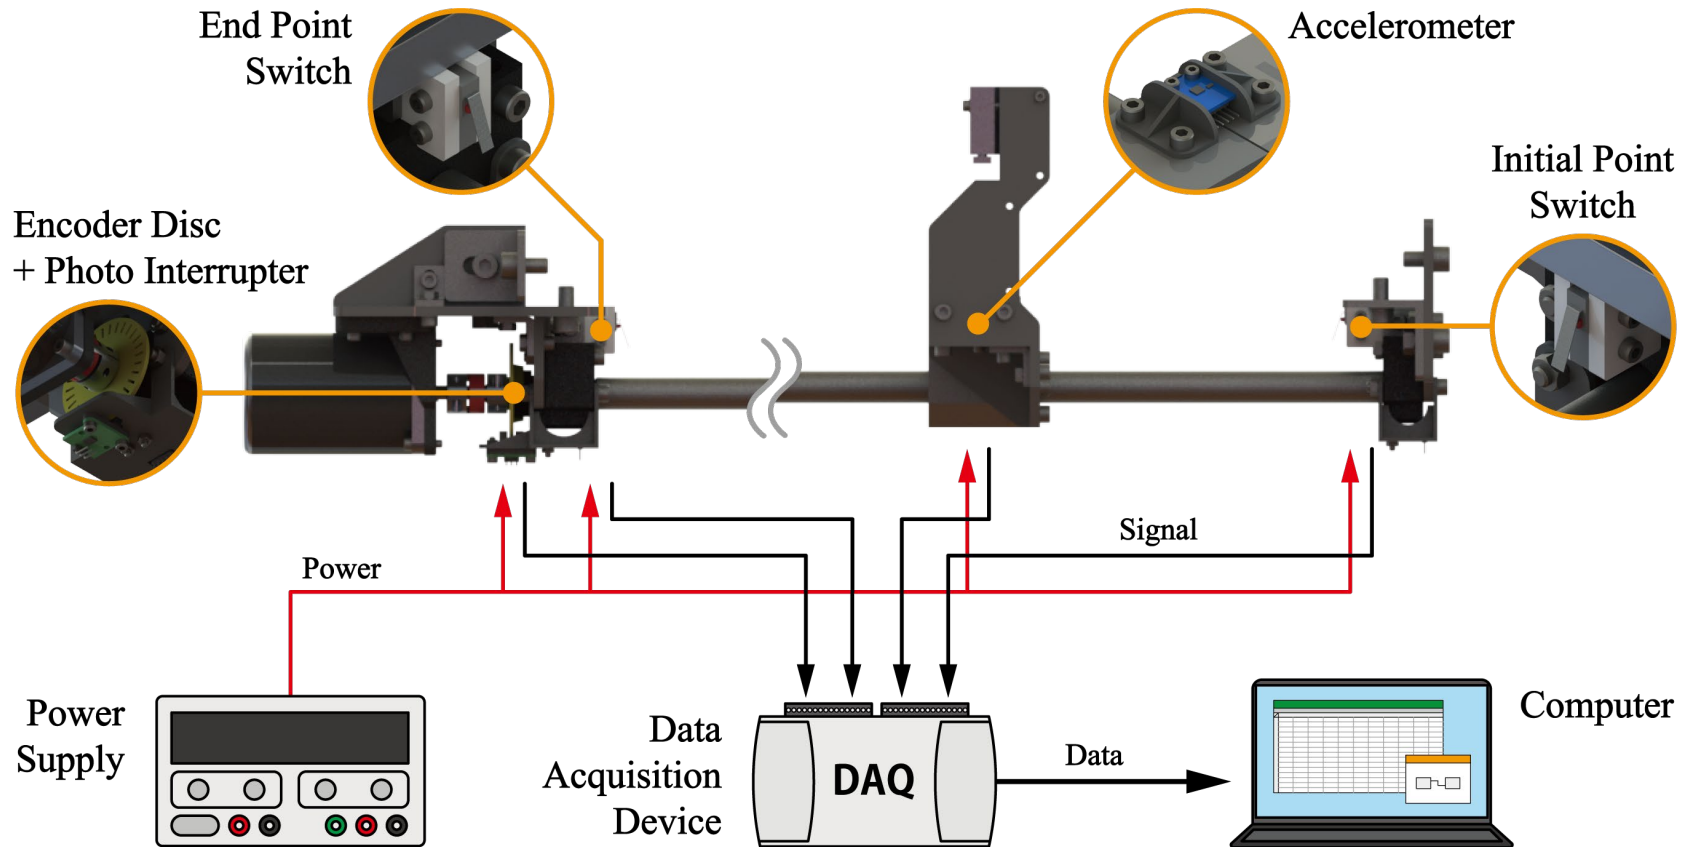 End Point
Switch
Accelerometer
Initial Point
Switch
Encoder Disc
+ Photo Interrupter
Signal
Power
Power
Supply
Data
Acquisition
Device
DAQ
Data
Computer